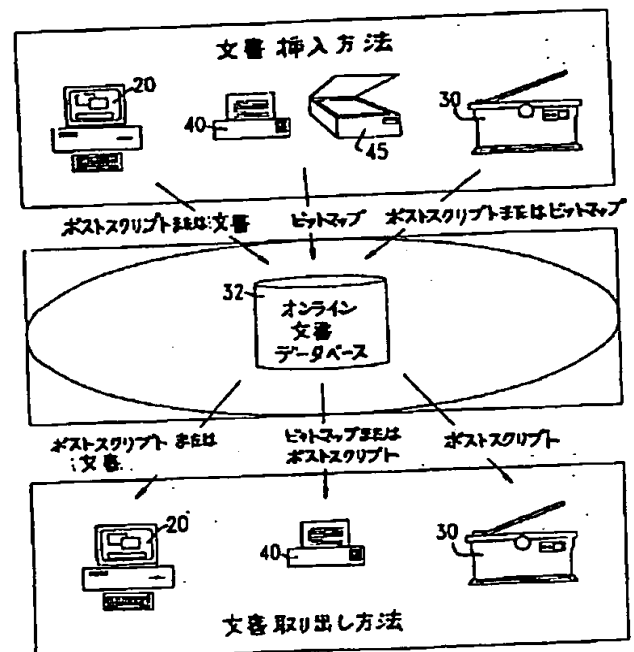 文書挿入方法
20
40
45
30
ポストスクリプトまたは文書
ビットマップ
ポストスクリプトまたはビットマップ
32
オンライン
文書
データベース
ポストスクリプト または
文書
ビットマップまたは
ポストスクリプト
ポストスクリプト
20
40
30
文書取り出し方法